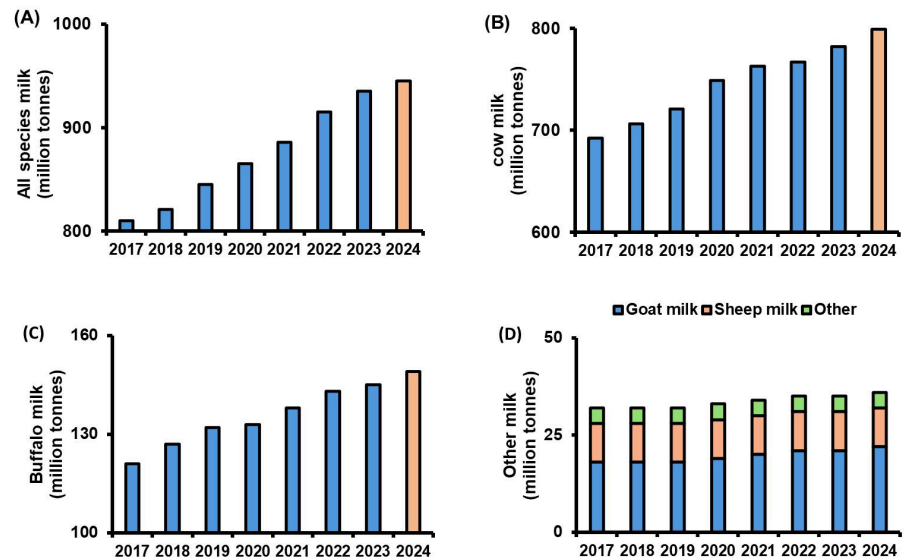 (A)
All species milk
(million tonnes)
1000
900
800
2017 2018 2019 2020 2021 2022 2023 2024
(B)
cow milk
(million tonnes)
800
700
600
2017 2018 2019 2020 2021 2022 2023 2024
(C)
Buffalo milk
(million tonnes)
160
130
100
2017 2018 2019 2020 2021 2022 2023 2024
Goat milk Sheep milk Other
(D)
Other milk
(million tonnes)
50
25
0
2017 2018 2019 2020 2021 2022 2023 2024